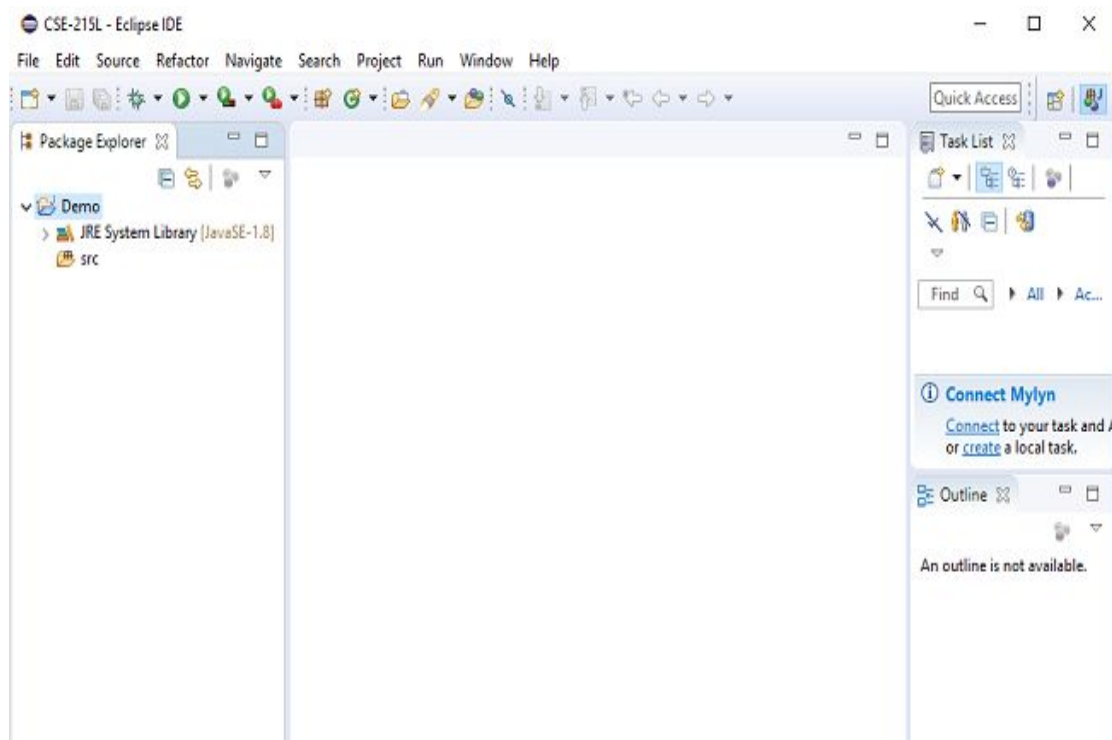 CSE-215L - Eclipse IDE
File Edit Source Refactor Navigate Search Project Run Window Help
Quick Access
Package Explorer
Demo
JRE System Library [JavaSE-1.8]
src
Task List
Find All Ac...
Connect Mylyn
Connect to your task and A
or create a local task.
Outline
An outline is not available.